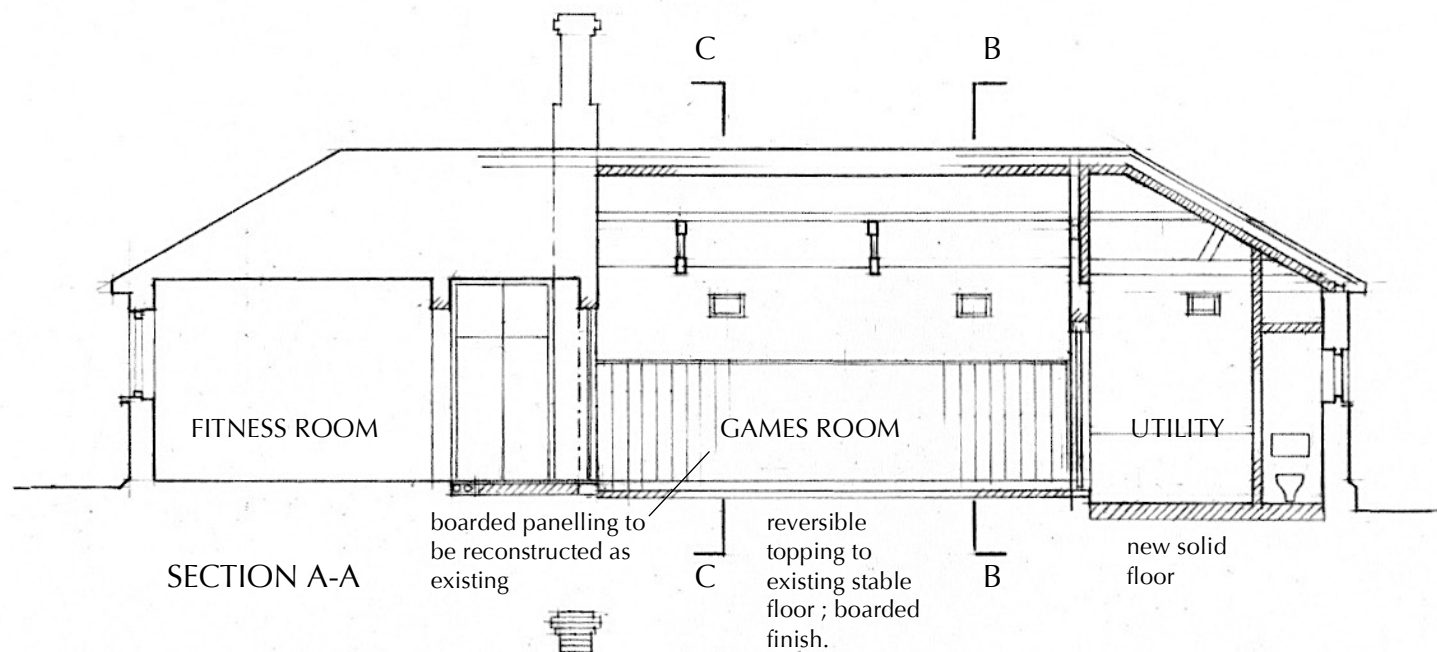 C
B
FITNESS ROOM
GAMES ROOM
UTILITY
boarded panelling to
be reconstructed as
existing
reversible
topping to
existing stable
floor ; boarded
finish.
new solid
floor
SECTION A-A
C
B